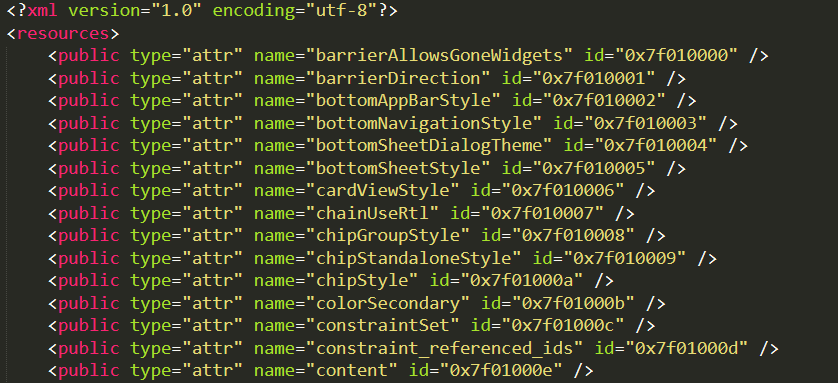 <?xml version="1.0" encoding="utf-8"?>
<resources>
<public type="attr" name="barrierAllowsGoneWidgets" id="0x7f010000" />
<public type="attr" name="barrierDirection" id="0x7f010001" />
<public type="attr" name="bottomAppBarStyle" id="0x7f010002" />
<public type="attr" name="bottomNavigationStyle" id="0x7f010003" />
<public type="attr" name="bottomSheetDialogTheme" id="0x7f010004" />
<public type="attr" name="bottomSheetStyle" id="0x7f010005" />
<public type="attr" name="cardViewStyle" id="0x7f010006" />
<public type="attr" name="chainUseRtl" id="0x7f010007" />
<public type="attr" name="chipGroupStyle" id="0x7f010008" />
<public type="attr" name="chipStandaloneStyle" id="0x7f010009" />
<public type="attr" name="chipStyle" id="0x7f01000a" />
<public type="attr" name="colorSecondary" id="0x7f01000b" />
<public type="attr" name="constraintSet" id="0x7f01000c" />
<public type="attr" name="constraint_referenced_ids" id="0x7f01000d" />
<public type="attr" name="content" id="0x7f01000e" />